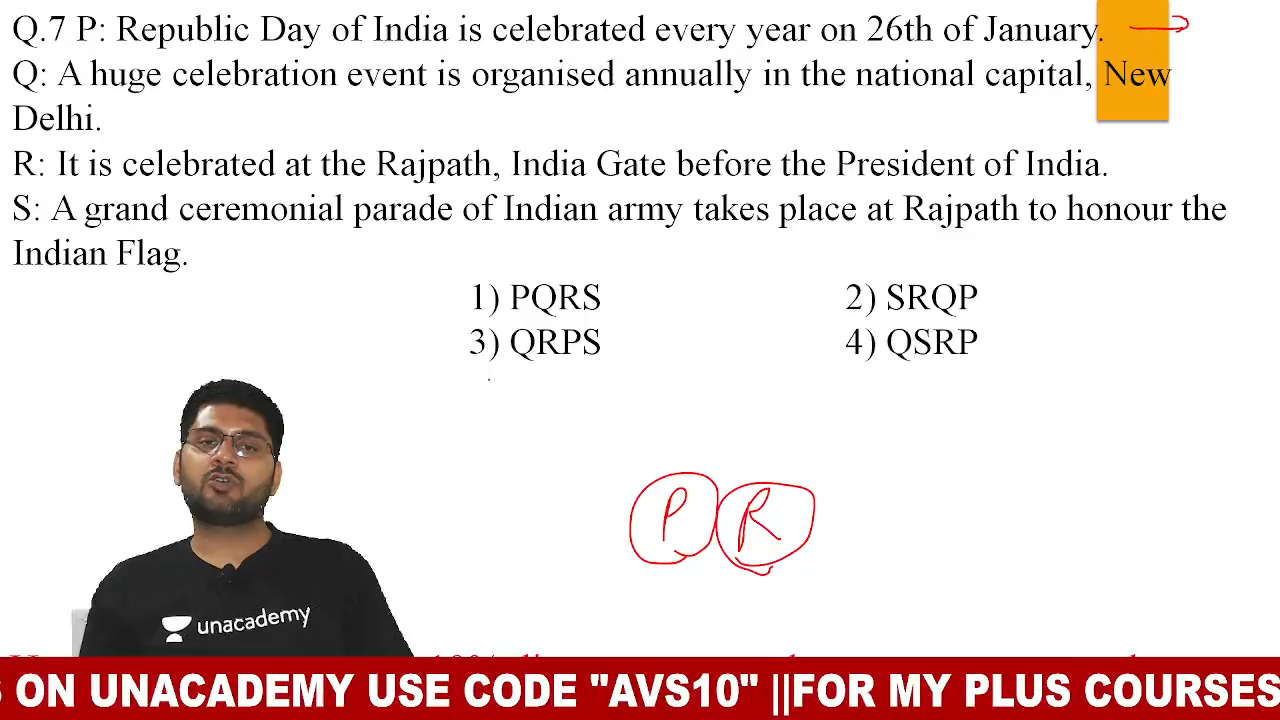 Q.7 P: Republic Day of India is celebrated every year on 26th of January.
Q: A huge celebration event is organised annually in the national capital, New
Delhi.
R: It is celebrated at the Rajpath, India Gate before the President of India.
S: A grand ceremonial parade of Indian army takes place at Rajpath to honour the
Indian Flag.
1) PQRS 2) SRQP
3) QRPS 4) QSRP
P R
unacademy
S ON UNACADEMY USE CODE "AVS10" ||FOR MY PLUS COURSES